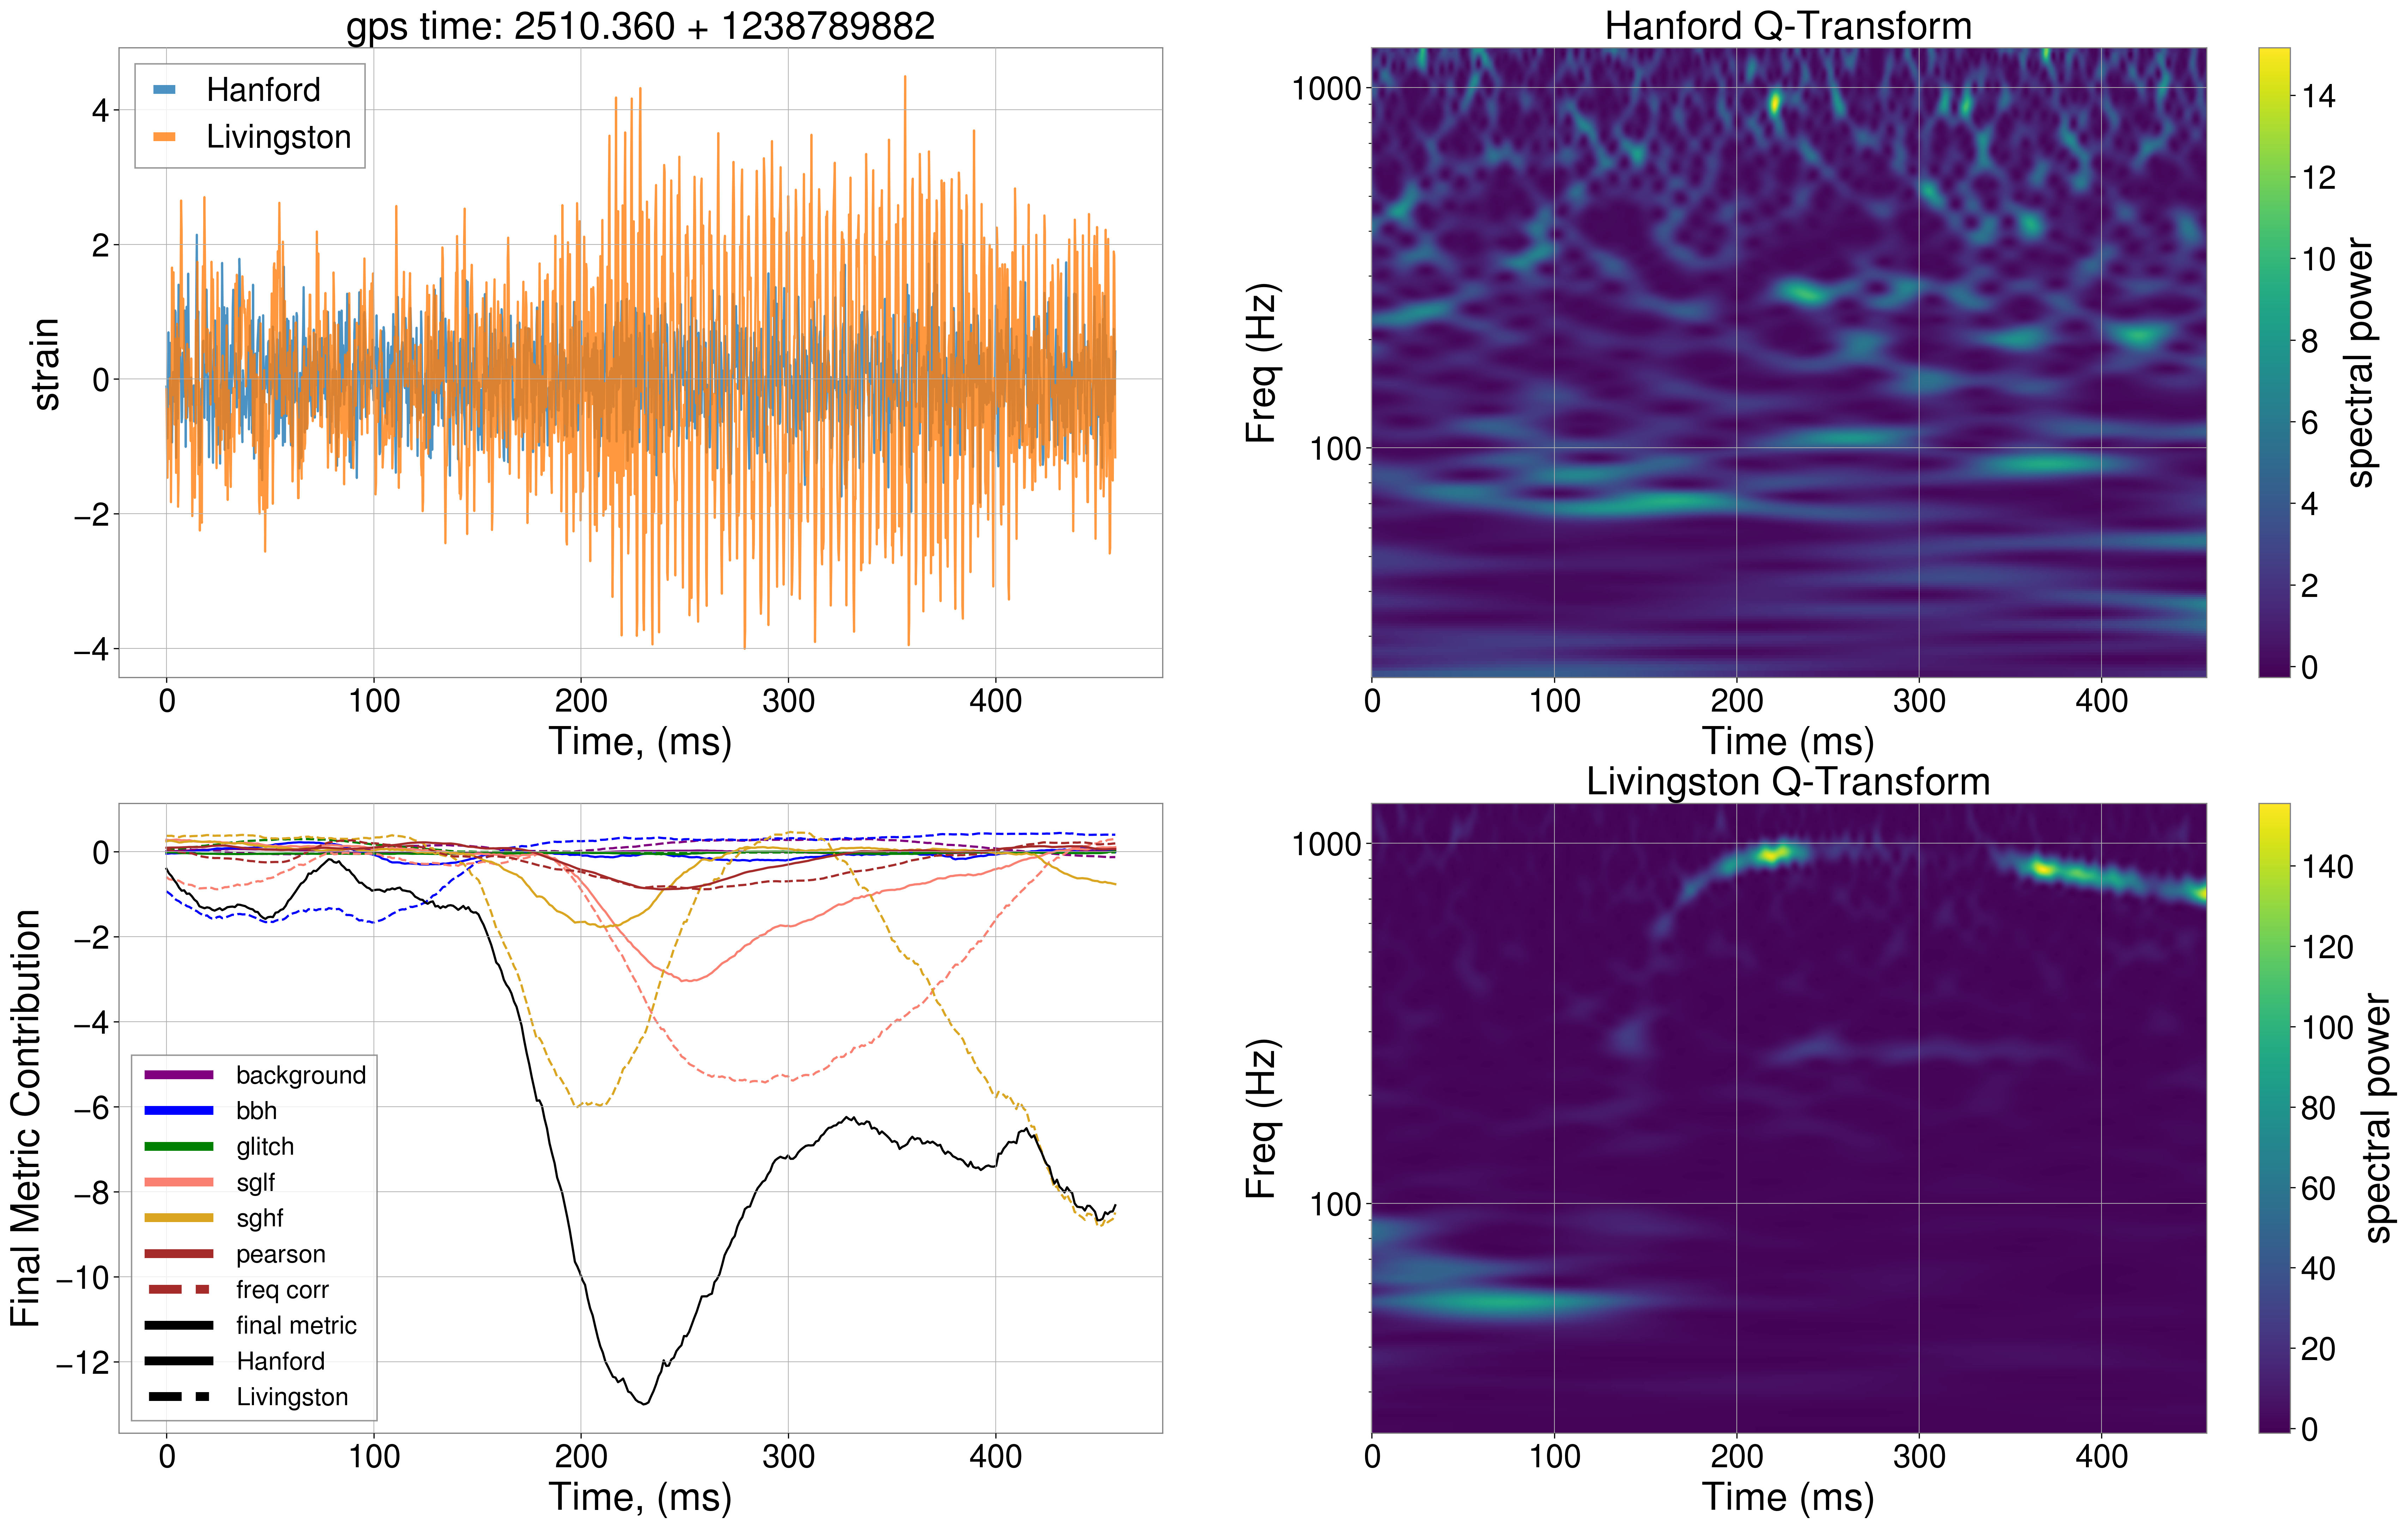 gps time: 2510.360 + 1238789882
Hanford
Livingston
strain
4
2
0
−2
−4
0
100
200
300
400
Time, (ms)
Hanford Q-Transform
Freq (Hz)
1000
100
0
100
200
300
400
Time (ms)
14
12
10
8
6
4
2
0
spectral power
Final Metric Contribution
0
−2
−4
−6
−8
−10
−12
background
bbh
glitch
sglf
sghf
pearson
freq corr
final metric
Hanford
Livingston
0
100
200
300
400
Time, (ms)
Livingston Q-Transform
Freq (Hz)
1000
100
0
100
200
300
400
Time (ms)
140
120
100
80
60
40
20
0
spectral power